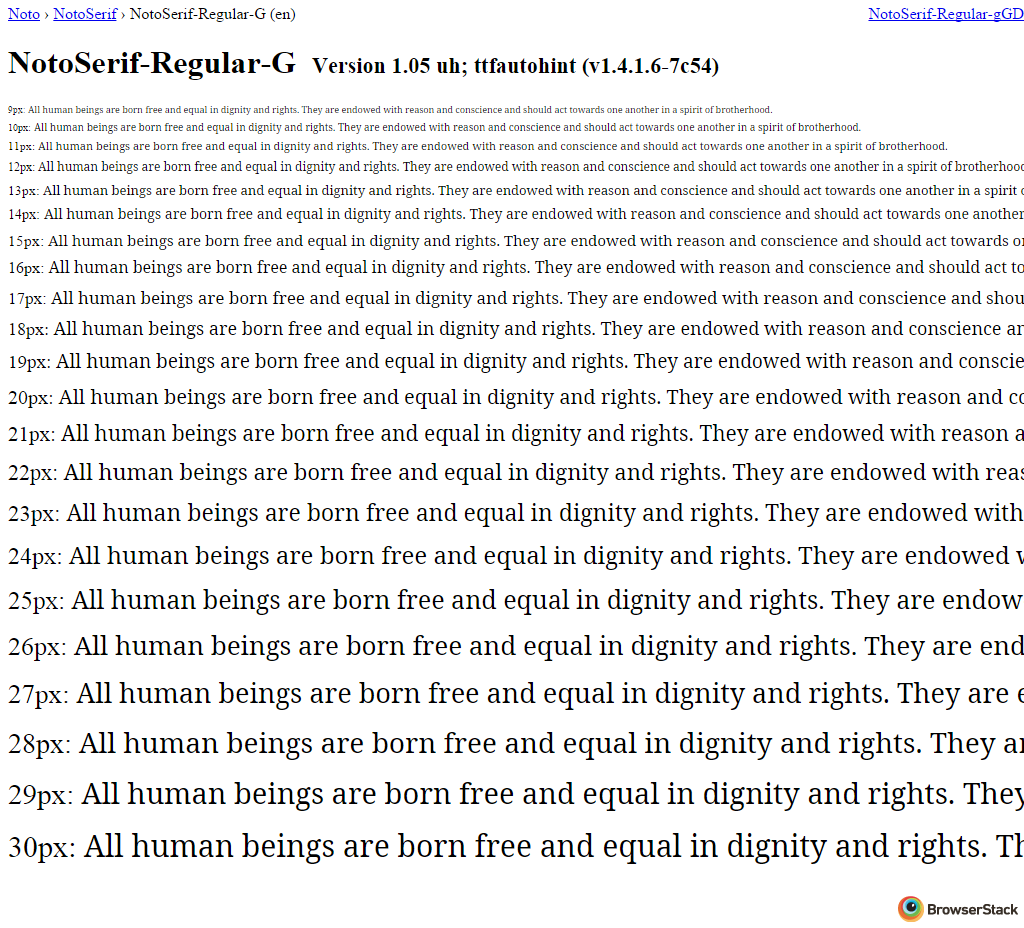 Noto › NotoSerif › NotoSerif-Regular-G (en) NotoSerif-Regular-gGD
NotoSerif-Regular-G Version 1.05 uh; ttfautohint (v1.4.1.6-7c54)
9px: All human beings are born free and equal in dignity and rights. They are endowed with reason and conscience and should act towards one another in a spirit of brotherhood.
10px: All human beings are born free and equal in dignity and rights. They are endowed with reason and conscience and should act towards one another in a spirit of brotherhood.
11px: All human beings are born free and equal in dignity and rights. They are endowed with reason and conscience and should act towards one another in a spirit of brotherhood.
12px: All human beings are born free and equal in dignity and rights. They are endowed with reason and conscience and should act towards one another in a spirit of brotherhood
13px: All human beings are born free and equal in dignity and rights. They are endowed with reason and conscience and should act towards one another in a spirit
14px: All human beings are born free and equal in dignity and rights. They are endowed with reason and conscience and should act towards one another
15px: All human beings are born free and equal in dignity and rights. They are endowed with reason and conscience and should act towards
16px: All human beings are born free and equal in dignity and rights. They are endowed with reason and conscience and should act to
17px: All human beings are born free and equal in dignity and rights. They are endowed with reason and conscience and shou
18px: All human beings are born free and equal in dignity and rights. They are endowed with reason and conscience
19px: All human beings are born free and equal in dignity and rights. They are endowed with reason and conscie
20px: All human beings are born free and equal in dignity and rights. They are endowed with reason and
21px: All human beings are born free and equal in dignity and rights. They are endowed with reason a
22px: All human beings are born free and equal in dignity and rights. They are endowed with reas
23px: All human beings are born free and equal in dignity and rights. They are endowed with
24px: All human beings are born free and equal in dignity and rights. They are endowed
25px: All human beings are born free and equal in dignity and rights. They are endow
26px: All human beings are born free and equal in dignity and rights. They are end
27px: All human beings are born free and equal in dignity and rights. They are
28px: All human beings are born free and equal in dignity and rights. They
29px: All human beings are born free and equal in dignity and rights. They
30px: All human beings are born free and equal in dignity and rights. Th
BrowserStack